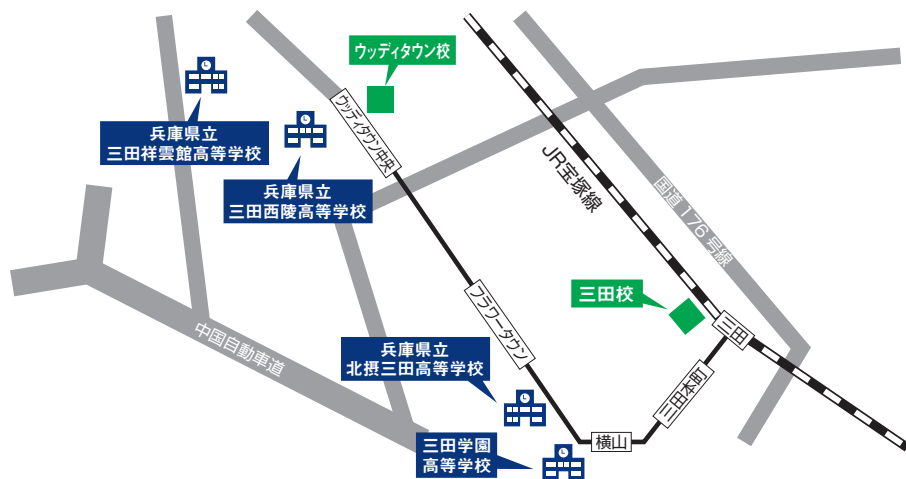 ウッディタウン校
兵庫県立
三田祥雲館高等学校
兵庫県立
三田西陵高等学校
ウッディタウン中央
JR宝塚線
国道176号線
三田校
三田
フラワータウン
中国自動車道
兵庫県立
北摂三田高等学校
三田本町
横山
三田学園
高等学校